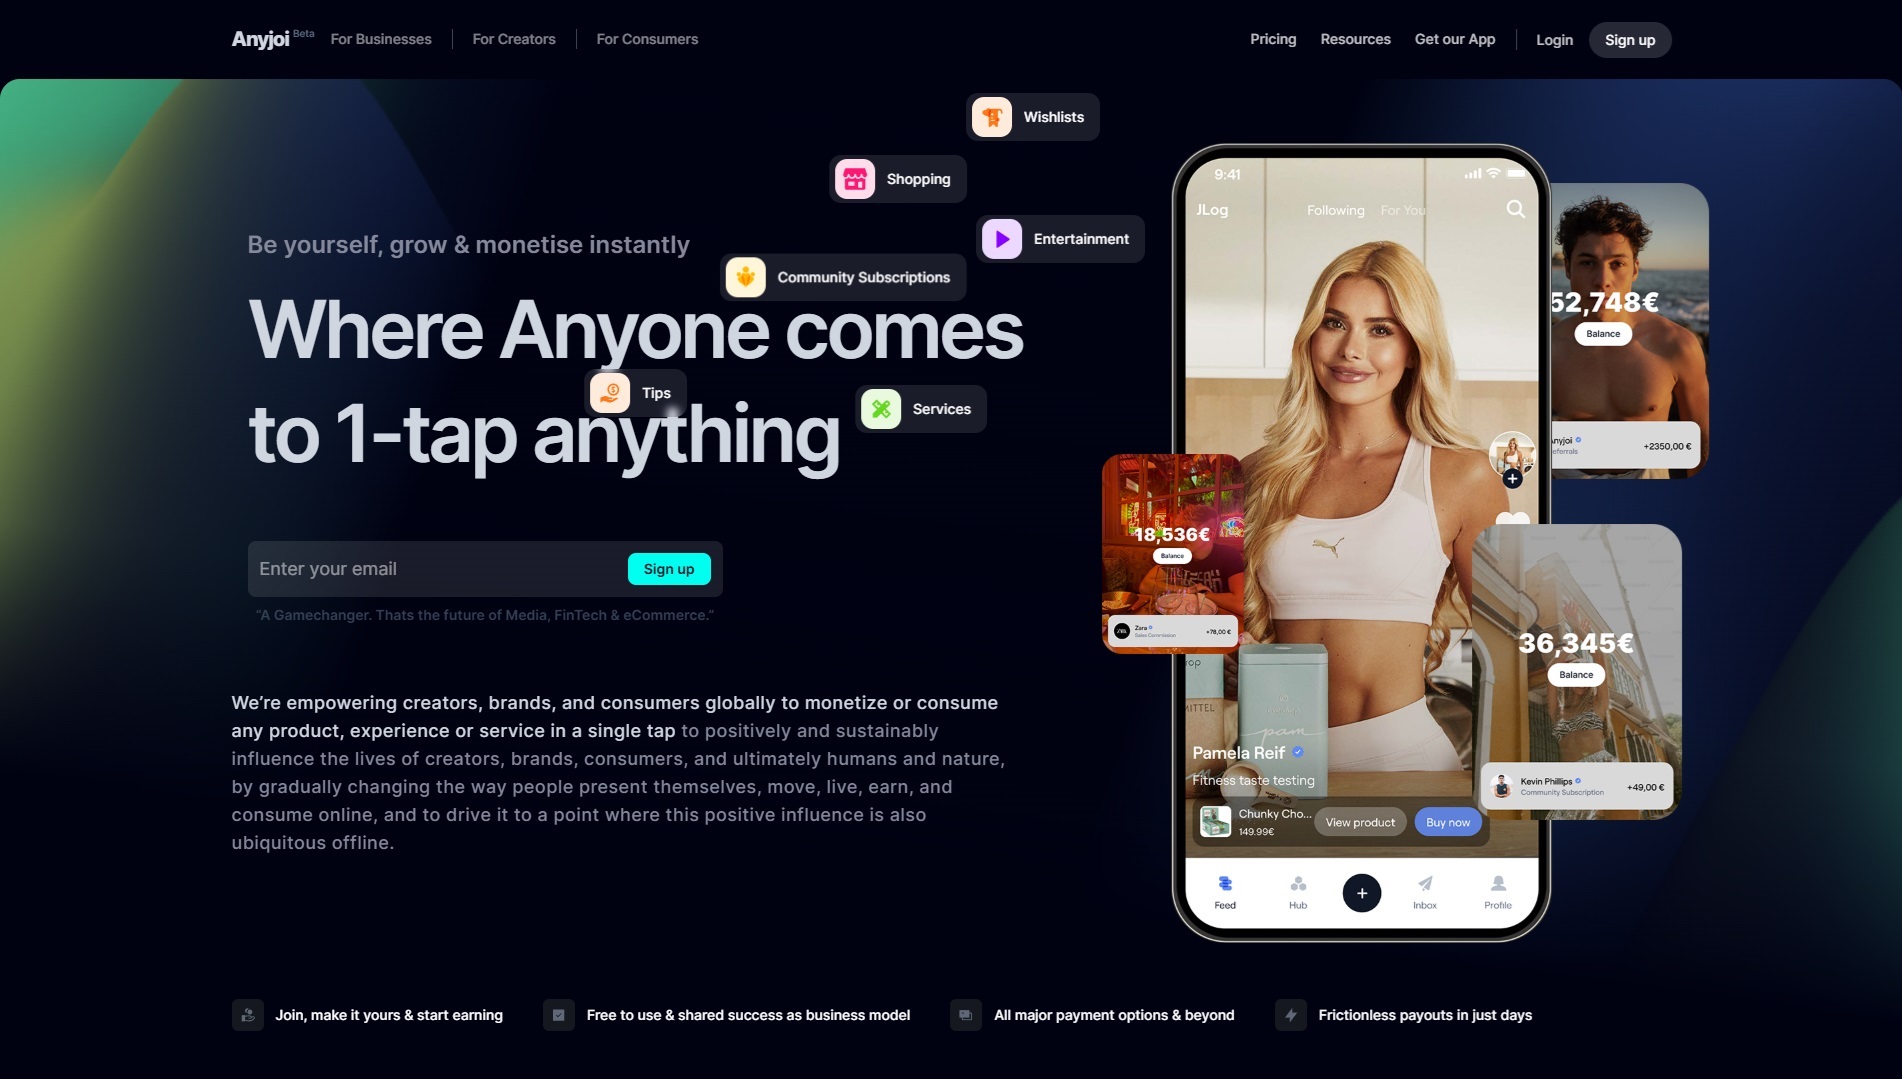 Anyjoi Beta
For Businesses
For Creators
For Consumers
Pricing
Resources
Get our App
Login
Sign up
Wishlists
Shopping
Entertainment
Community Subscriptions
Tips
Services
Be yourself, grow & monetise instantly
Where Anyone comes
to 1-tap anything
Enter your email
Sign up
“A Gamechanger. Thats the future of Media, FinTech & eCommerce.”
We’re empowering creators, brands, and consumers globally to monetize or consume
any product, experience or service in a single tap to positively and sustainably
influence the lives of creators, brands, consumers, and ultimately humans and nature,
by gradually changing the way people present themselves, move, live, earn, and
consume online, and to drive it to a point where this positive influence is also
ubiquitous offline.
9:41
JLog
Following
For You
52,748€
Balance
+2350,00 €
18,536€
Balance
Zara
Sales Commission
+78,00 €
36,345€
Balance
Kevin Phillips
Community Subscription
+49,00 €
pam
Pamela Reif
Fitness taste testing
Chunky Cho...
149.99€
View product
Buy now
Feed
Hub
Inbox
Profile
Join, make it yours & start earning
Free to use & shared success as business model
All major payment options & beyond
Frictionless payouts in just days